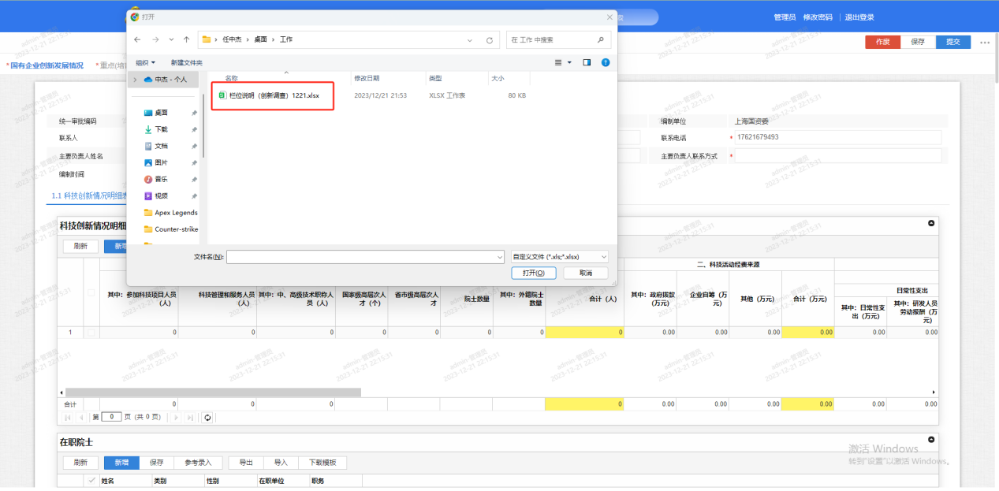 打开
管理员 修改密码 退出登录
任中杰 桌面 工作
在 工作 中搜索
作废 保存 提交
组织 新建文件夹
*国有企业创新发展情况 *重点(培
中杰 - 个人
名称 修改日期 类型 大小
栏位说明（创新调查）1221.xlsx 2023/12/21 21:53 XLSX 工作表 80 KB
桌面
下载
文档
图片
音乐
视频
Apex Legends
Counter-strike
统一审批编码 编制单位 上海国资委
联系人 联系电话 * 17621679493
主要负责人姓名 主要负责人联系方式 *
编制时间
1.1 科技创新情况明细表
科技创新情况明细
刷新 新增
文件名(N): 自定义文件 (*.xls;*.xlsx)
打开(O) 取消
二、科技活动经费来源
日常性支出
其中：参加科技项目人员（人） 科技管理和服务人员（人） 其中：中、高级技术职称人员（人） 国家级高层次人才（个） 省市级高层次人才 院士数量 其中：外籍院士数量 合计（人） 其中：政府拨款（万元） 企业自筹（万元） 其他（万元） 合计（万元） 其中：日常性支出（万元） 其中：研发人员劳动报酬（万元）
1 0 0 0 0 0 0 0 0 0.00 0.00 0.00 0.00 0.00 0.00
合计 0 0 0 0 0.00 0.00 0.00 0.00 0.00 0.00
第 0 页 (共 0 页)
在职院士
刷新 新增 保存 参考录入 导出 导入 下载模板
姓名 类别 性别 在职单位 职务
激活 Windows
转到"设置"以激活 Windows。
admin-管理员
2023-12-21 22:15:31